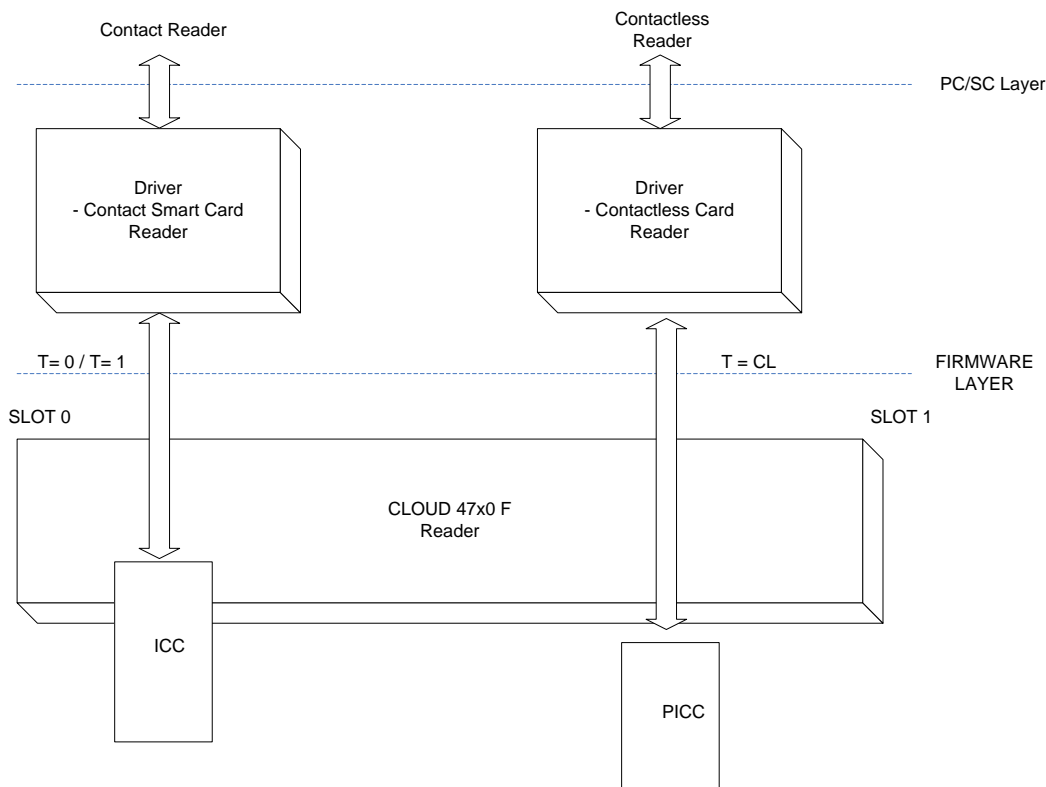 Contact Reader
Contactless
Reader
PC/SC Layer
Driver
- Contact Smart Card
Reader
Driver
- Contactless Card
Reader
T= 0 / T= 1
T = CL
FIRMWARE
LAYER
SLOT 0
SLOT 1
CLOUD 47x0 F
Reader
ICC
PICC